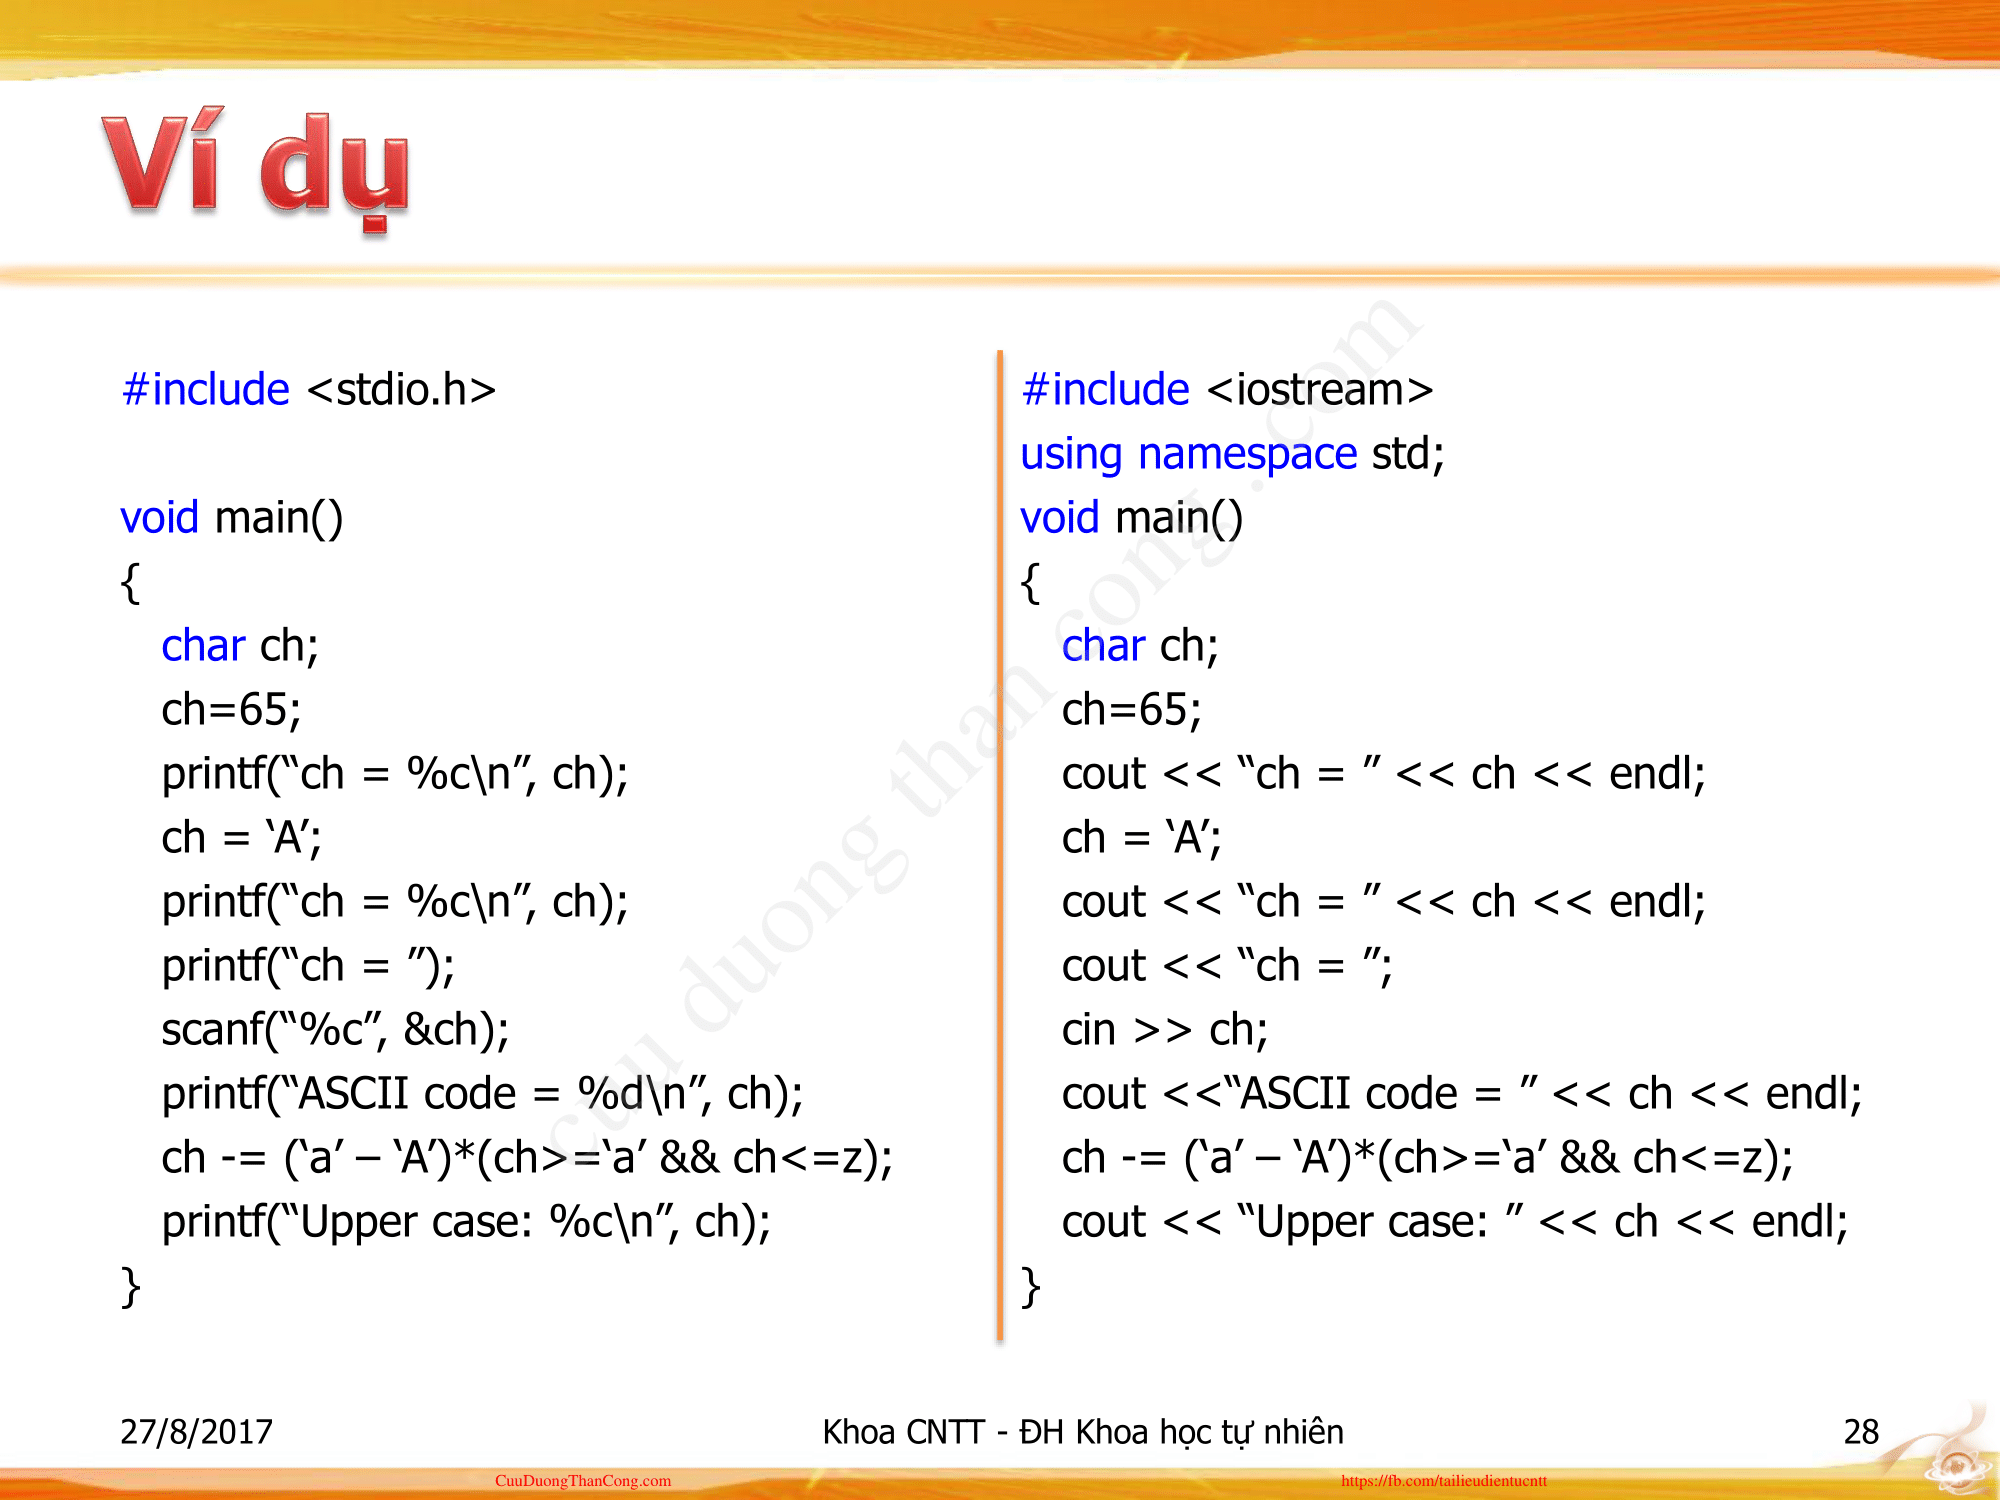 Ví dụ
#include <stdio.h>
void main()
{
char ch;
ch=65;
printf(“ch = %c\n”, ch);
ch = ‘A’;
printf(“ch = %c\n”, ch);
printf(“ch = ”);
scanf(“%c”, &ch);
printf(“ASCII code = %d\n”, ch);
ch -= (‘a’ – ‘A’)*(ch>=‘a’ && ch<=z);
printf(“Upper case: %c\n”, ch);
}
#include <iostream>
using namespace std;
void main()
{
char ch;
ch=65;
cout << “ch = ” << ch << endl;
ch = ‘A’;
cout << “ch = ” << ch << endl;
cout << “ch = ”;
cin >> ch;
cout <<“ASCII code = ” << ch << endl;
ch -= (‘a’ – ‘A’)*(ch>=‘a’ && ch<=z);
cout << “Upper case: ” << ch << endl;
}
cuu duong than cong . com
27/8/2017
Khoa CNTT - ĐH Khoa học tự nhiên
28
CuuDuongThanCong.com
https://fb.com/tailieudientucntt